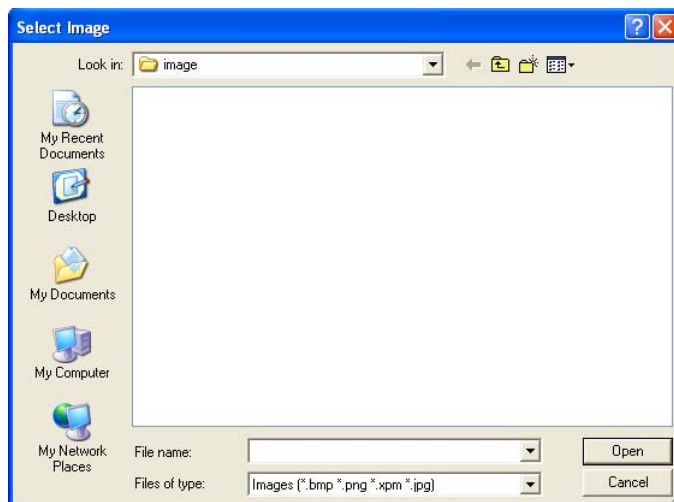 Select Image
Look in:
image
My Recent
Documents
Desktop
My Documents
My Computer
My Network
Places
File name:
Open
Files of type:
Images (*.bmp *.png *.xpm *.jpg)
Cancel